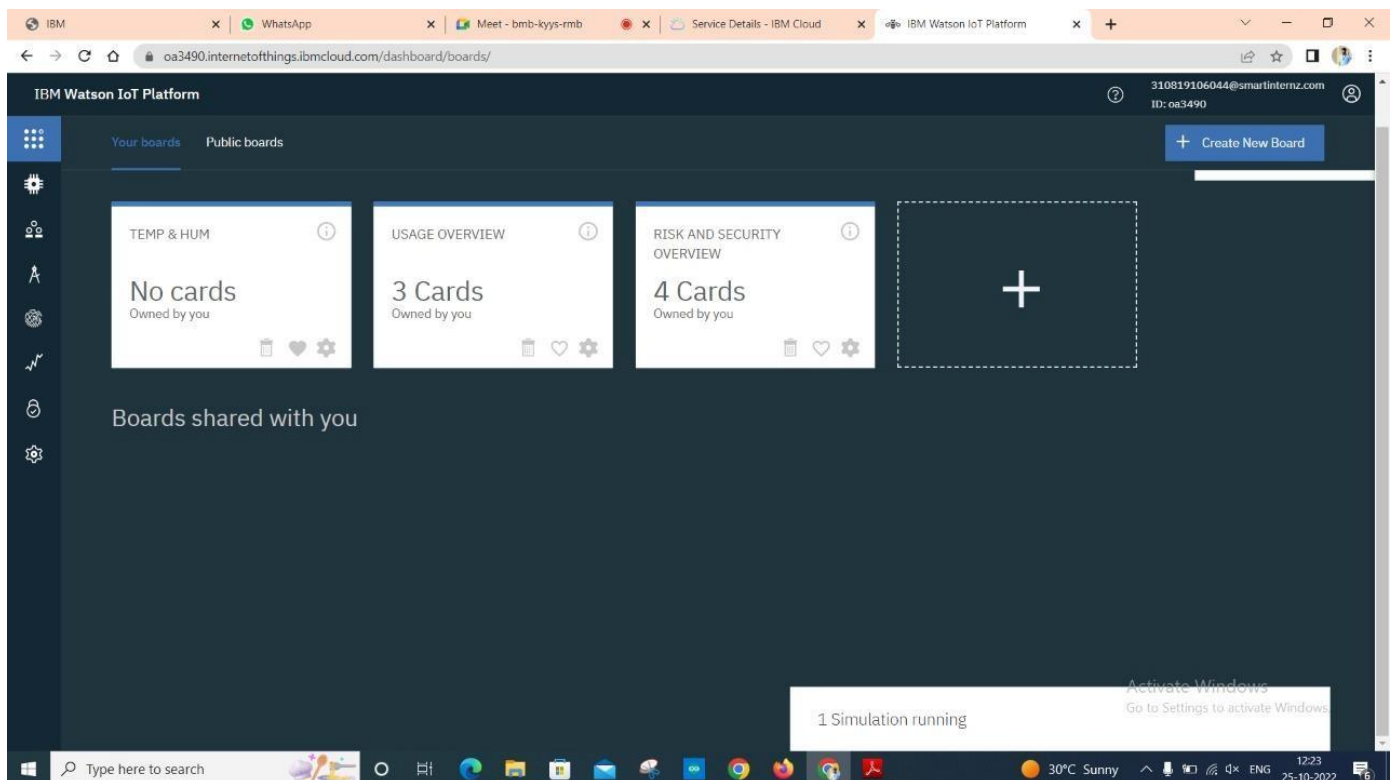 IBM
WhatsApp
Meet - bmb-kyys-rmb
Service Details - IBM Cloud
IBM Watson IoT Platform
oa3490.internetofthings.ibmcloud.com/dashboard/boards/
IBM Watson IoT Platform
310819106044@smartinternz.com
ID: oa3490
Your boards
Public boards
Create New Board
TEMP & HUM
No cards
Owned by you
USAGE OVERVIEW
3 Cards
Owned by you
RISK AND SECURITY
OVERVIEW
4 Cards
Owned by you
Boards shared with you
1 Simulation running
Activate Windows
Go to Settings to activate Windows.
Type here to search
30°C Sunny
ENG
12:23
25-10-2022
6